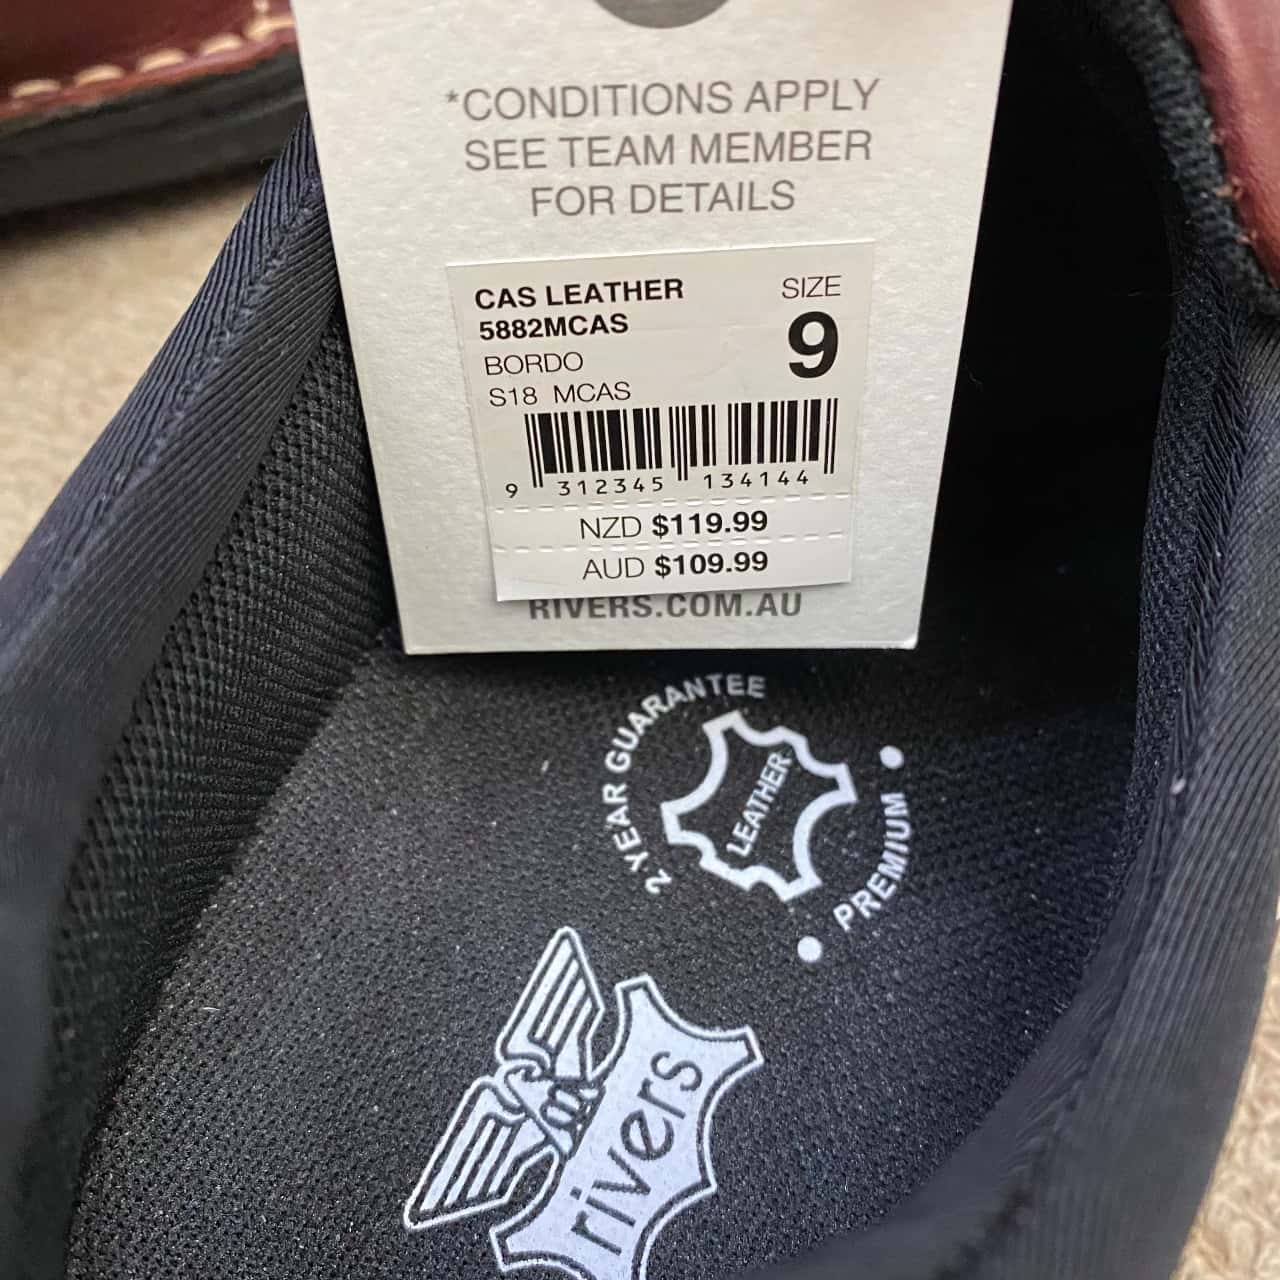 *CONDITIONS APPLY
SEE TEAM MEMBER
FOR DETAILS
CAS LEATHER
5882MCAS
BORDO
S18 MCAS
SIZE
9
9 312345 134144
NZD $119.99
AUD $109.99
RIVERS.COM.AU
2 YEAR GUARANTEE
LEATHER
PREMIUM
rivers